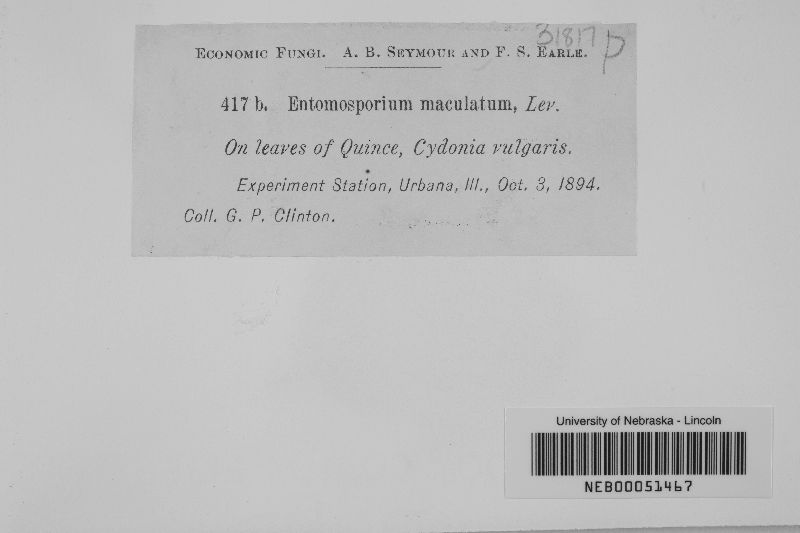 31817 p
ECONOMIC FUNGI. A. B. SEYMOUR AND F. S. EARLE.
417 b. Entomosporium maculatum, Lev.
On leaves of Quince, Cydonia vulgaris.
Experiment Station, Urbana, Ill., Oct. 3, 1894.
Coll. G. P. Clinton.
University of Nebraska - Lincoln
NEB00051467